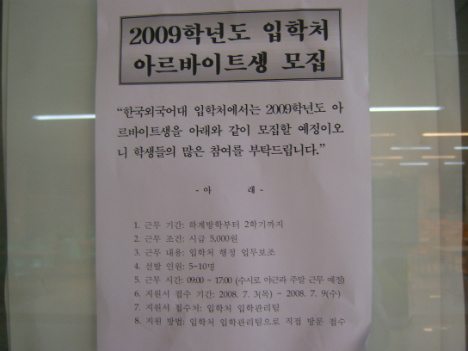 2009학년도 입학처
아르바이트생 모집
“한국외국어대 입학처에서는 2009학년도 아
르바이트생을 아래와 같이 모집할 예정이오
니 학생들의 많은 참여를 부탁드립니다.”
- 아 래 -
1. 근무 기간: 하계방학부터 2학기까지
2. 근무 조건: 시급 5,000원
3. 근무 내용: 입학처 행정 업무보조
4. 선발 인원: 5-10명
5. 근무 시간: 09:00 - 17:00 (수시로 야근과 주말 근무 예정)
6. 지원서 접수 기간: 2008. 7. 3(목) - 2008. 7. 9(수)
7. 지원서 접수처: 입학처 입학관리팀
8. 지원 방법: 입학처 입학관리팀으로 직접 방문 접수